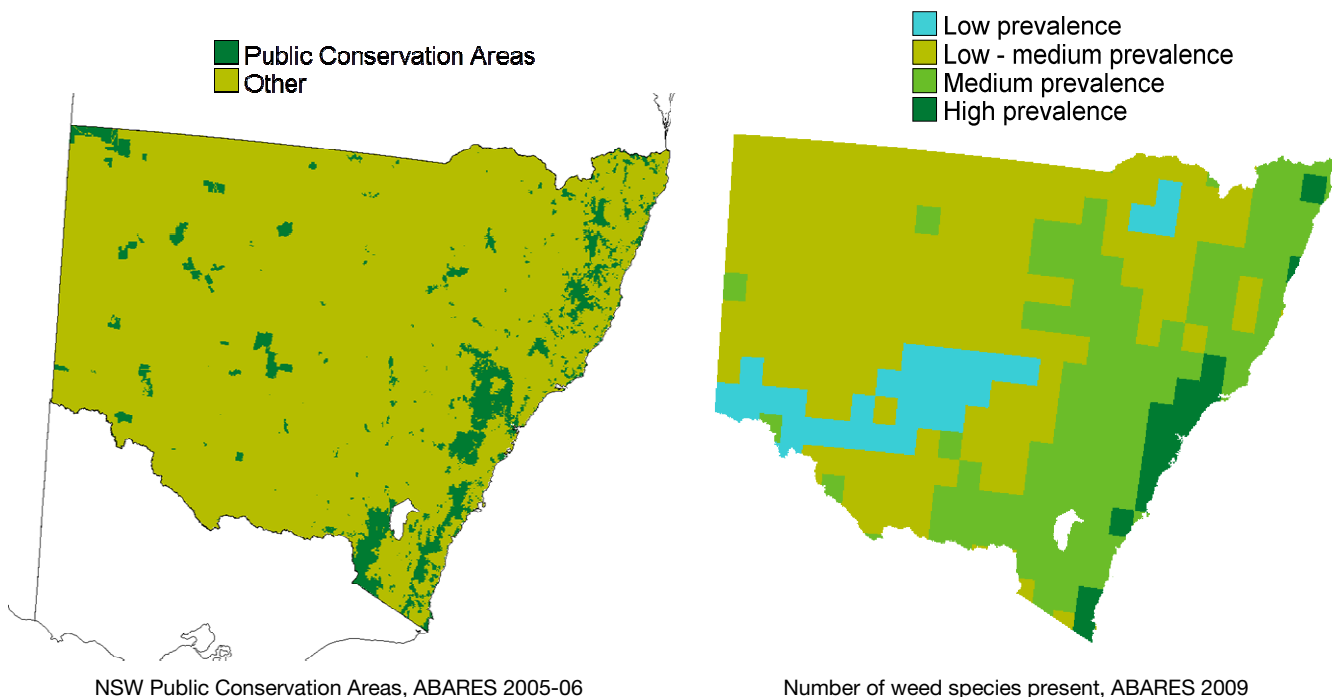 Public Conservation Areas
Other
Low prevalence
Low - medium prevalence
Medium prevalence
High prevalence
NSW Public Conservation Areas, ABARES 2005-06
Number of weed species present, ABARES 2009